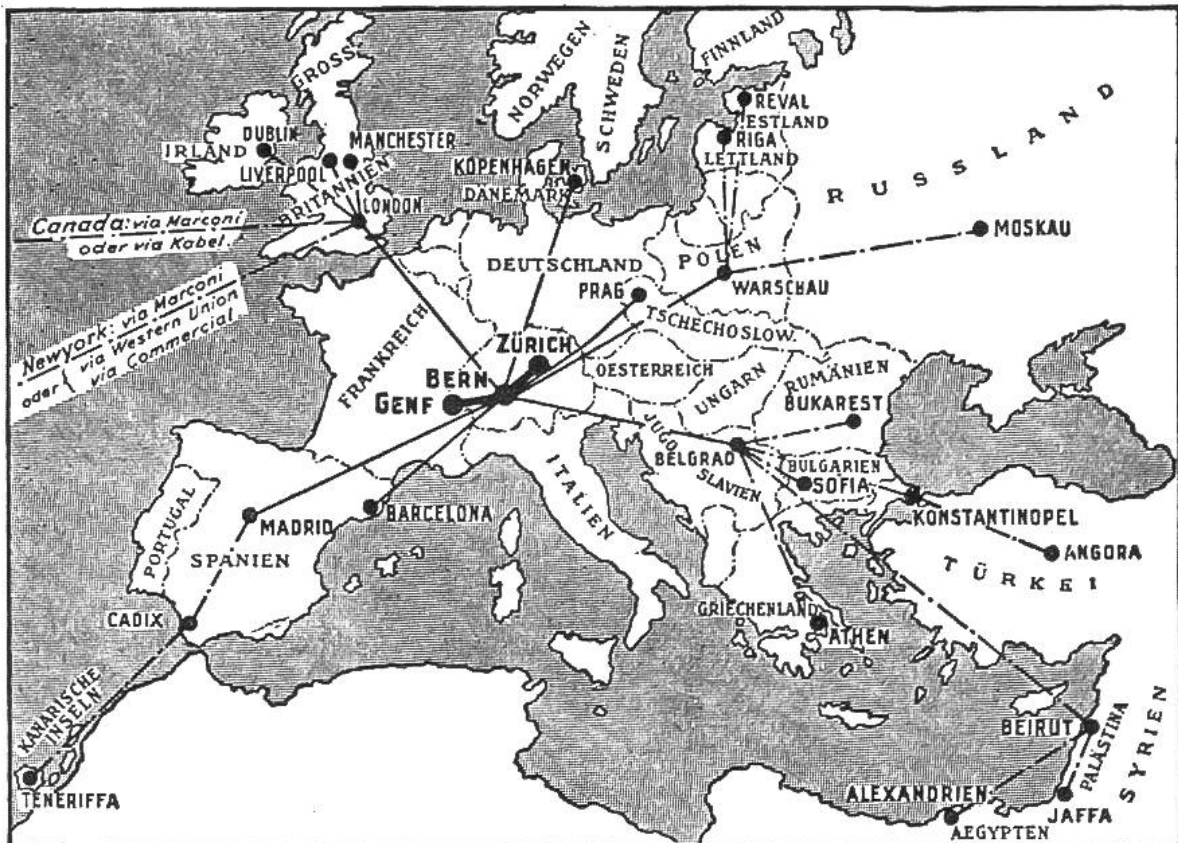 FINNLAND
NORWEGEN
SCHWEDEN
GROSS-
BRITANNIEN
REVAL
ESTLAND
RIGA
LETTLAND
RUSSLAND
DUBLIN
IRLAND
MANCHESTER
LIVERPOOL
KOPENHAGEN
DÄNEMARK
LONDON
Canada: via Marconi
oder via Kabel.
MOSKAU
POLEN
DEUTSCHLAND
WARSCHAU
PRAG
TSCHECHOSLOW.
Newyork: via Marconi
oder { via Western Union
via Commercial
FRANKREICH
ZÜRICH
BERN
GENF
OESTERREICH
UNGARN
RUMÄNIEN
BUKAREST
JUGO
SLAVIEN
BELGRAD
BULGARIEN
SOFIA
ITALIEN
KONSTANTINOPEL
ANGORA
TÜRKEI
PORTUGAL
MADRID
BARCELONA
SPANIEN
CADIX
GRIECHENLAND
ATHEN
KANARISCHE
INSELN
TENERIFFA
BEIRUT
PALÄSTINA
SYRIEN
ALEXANDRIEN
AEGYPTEN
JAFFA